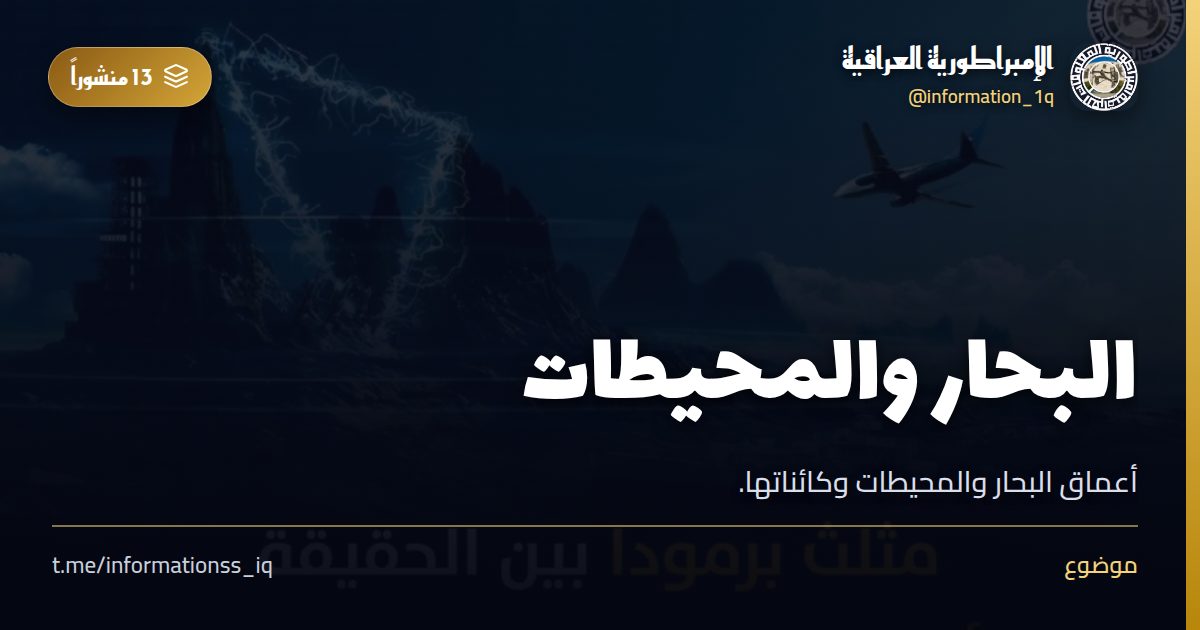 الإمبراطورية العراقية
@information_1q
13 منشوراً
البحار والمحيطات
أعماق البحار والمحيطات وكائناتها.
مثلث برمودا بين الحقيقة
موضوع
t.me/informationss_iq